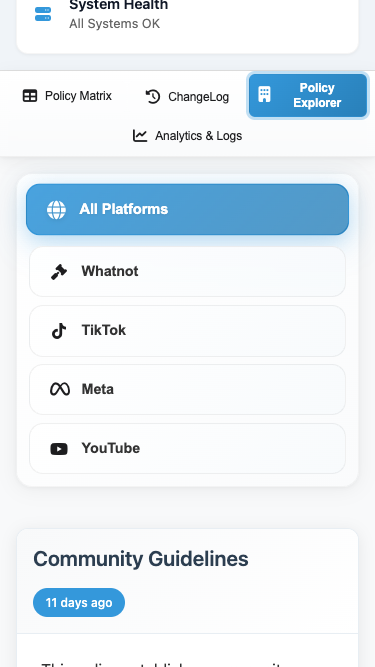 System Health
All Systems OK
Policy Matrix
ChangeLog
Policy
Explorer
Analytics & Logs
All Platforms
Whatnot
TikTok
Meta
YouTube
Community Guidelines
11 days ago